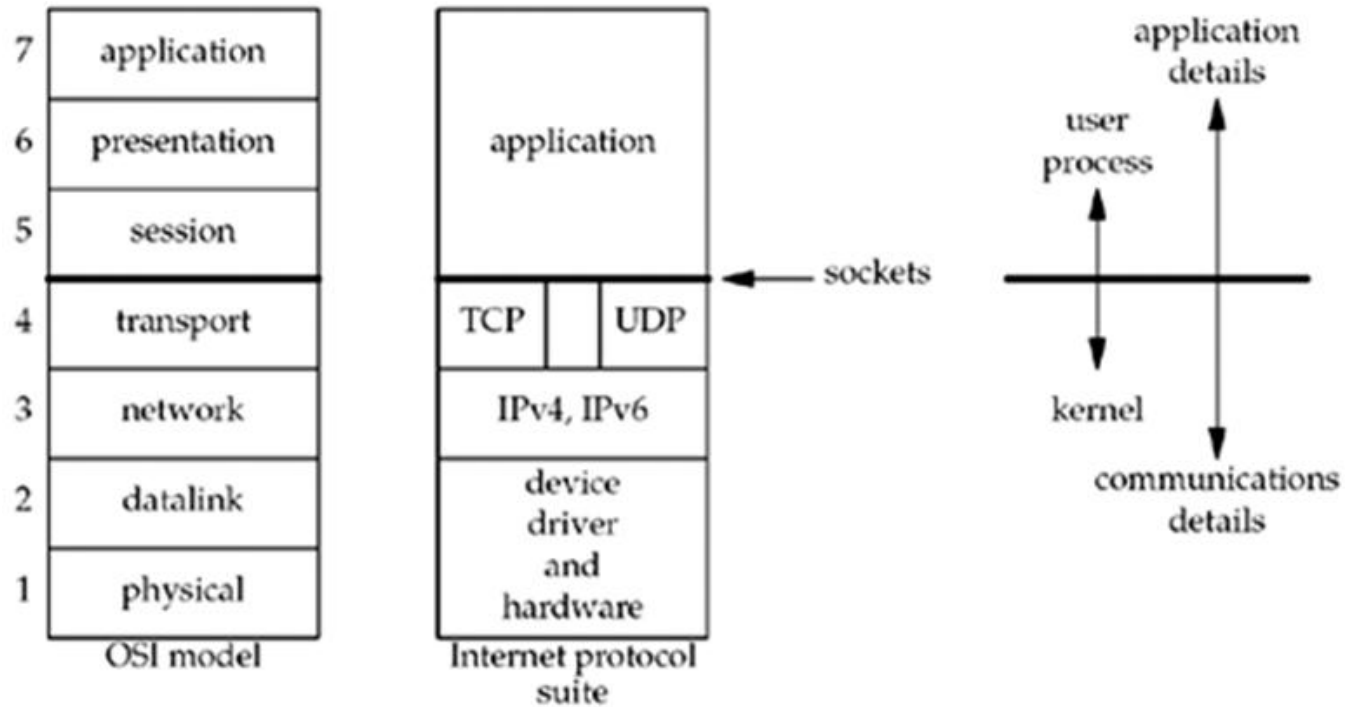 7
application
6
presentation
5
session
4
transport
3
network
2
datalink
1
physical
OSI model
application
TCP
UDP
IPv4, IPv6
device
driver
and
hardware
Internet protocol
suite
sockets
application
details
user
process
kernel
communications
details